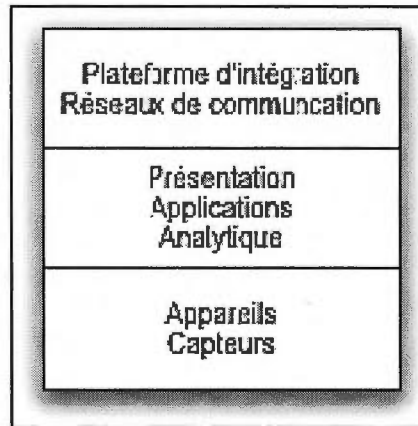 Plateforme d'intégration
Réseaux de communcation
Présentation
Applications
Analytique
Appareils
Capteurs